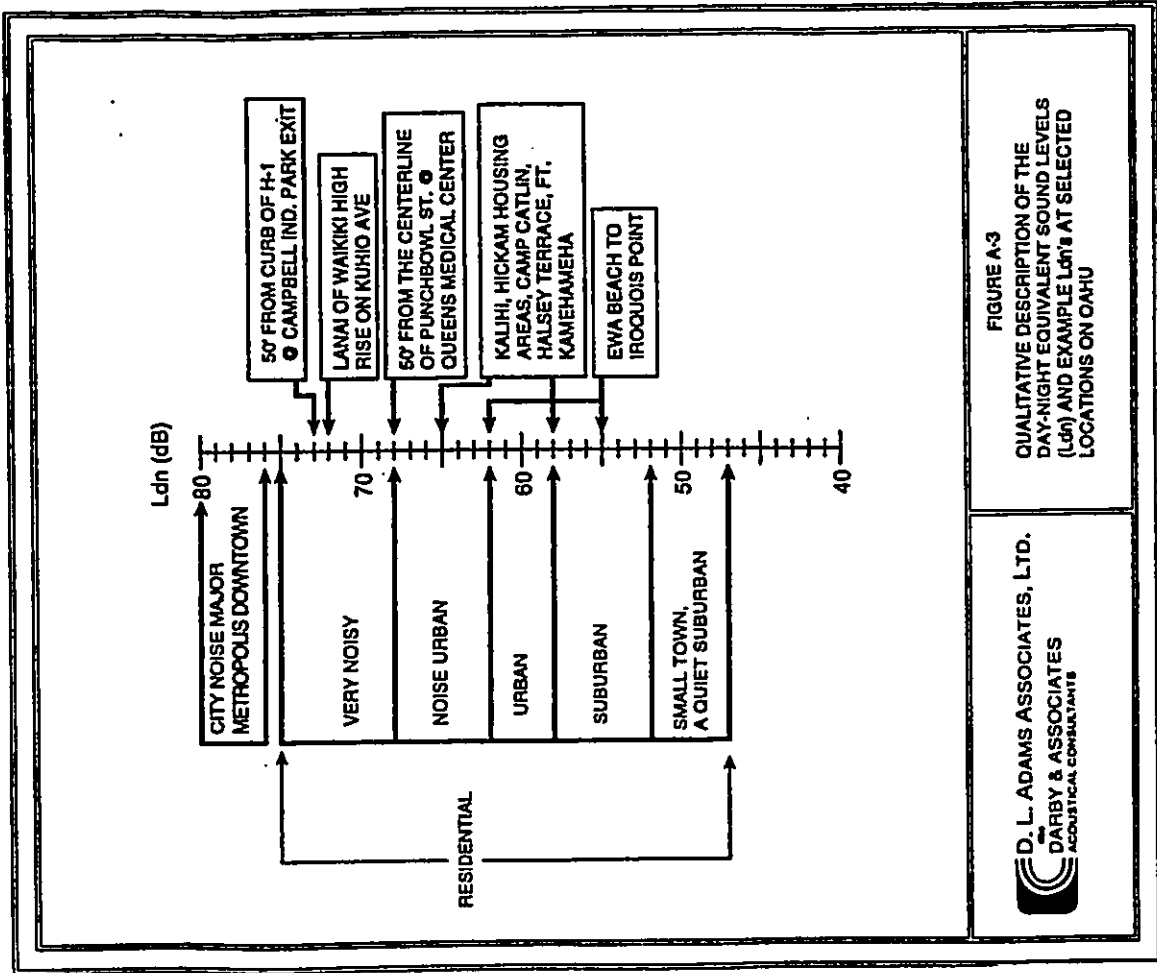 Ldn (dB)
80
70
60
50
40
CITY NOISE MAJOR
METROPOLIS DOWNTOWN
VERY NOISY
NOISE URBAN
URBAN
SUBURBAN
SMALL TOWN,
A QUIET SUBURBAN
RESIDENTIAL
50' FROM CURB OF H-1
@ CAMPBELL IND. PARK EXIT
LANAI OF WAIKIKI HIGH
RISE ON KUHIO AVE
50' FROM THE CENTERLINE
OF PUNCHBOWL ST. @
QUEENS MEDICAL CENTER
KALIHI, HICKAM HOUSING
AREAS, CAMP CATLIN,
HALSEY TERRACE, FT.
KAMEHAMEHA
EWA BEACH TO
IROQUOIS POINT
D. L. ADAMS ASSOCIATES, LTD.
dba
DARBY & ASSOCIATES
ACOUSTICAL CONSULTANTS
FIGURE A-3
QUALITATIVE DESCRIPTION OF THE
DAY-NIGHT EQUIVALENT SOUND LEVELS
(Ldn) AND EXAMPLE Ldn's AT SELECTED
LOCATIONS ON OAHU